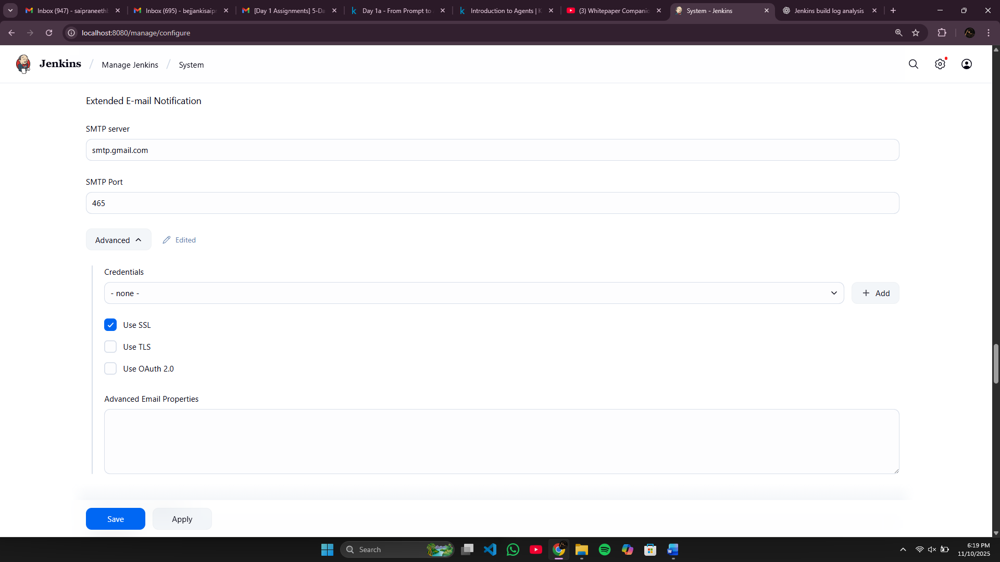 Inbox (947) - saipraneeth
Inbox (695) - bejjankisaipr
[Day 1 Assignments] 5-Da
Day 1a - From Prompt to
Introduction to Agents | K
(3) Whitepaper Companio
System - Jenkins
Jenkins build log analysis
localhost:8080/manage/configure
Jenkins / Manage Jenkins / System
Extended E-mail Notification
SMTP server
smtp.gmail.com
SMTP Port
465
Advanced
Edited
Credentials
- none -
Add
Use SSL
Use TLS
Use OAuth 2.0
Advanced Email Properties
Save
Apply
Search
6:19 PM
11/10/2025